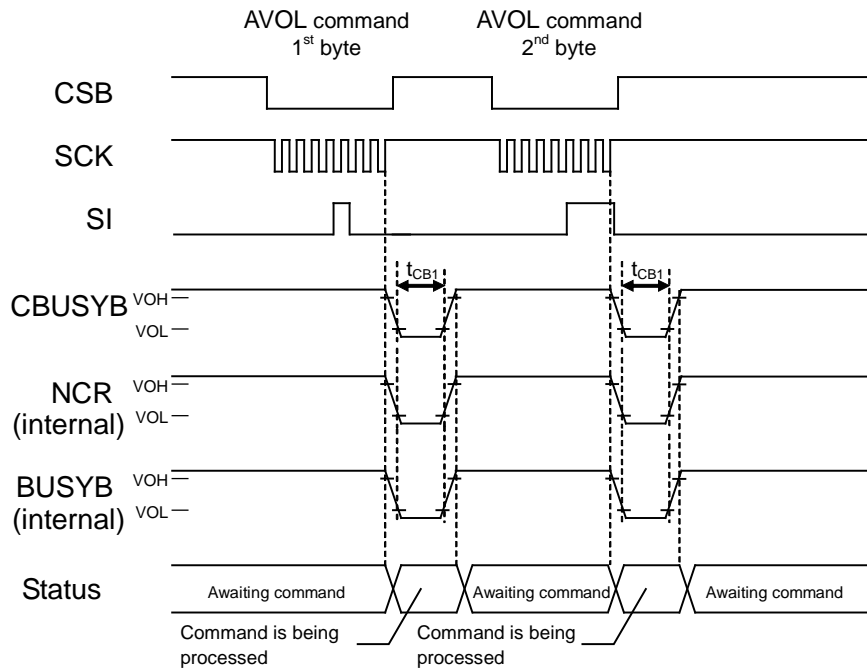 AVOL command
1st byte
AVOL command
2nd byte
CSB
SCK
SI
tCB1
tCB1
CBUSYB
VOH
VOL
NCR
(internal)
VOH
VOL
BUSYB
(internal)
VOH
VOL
Status
Awaiting command
Awaiting command
Awaiting command
Command is being
processed
Command is being
processed